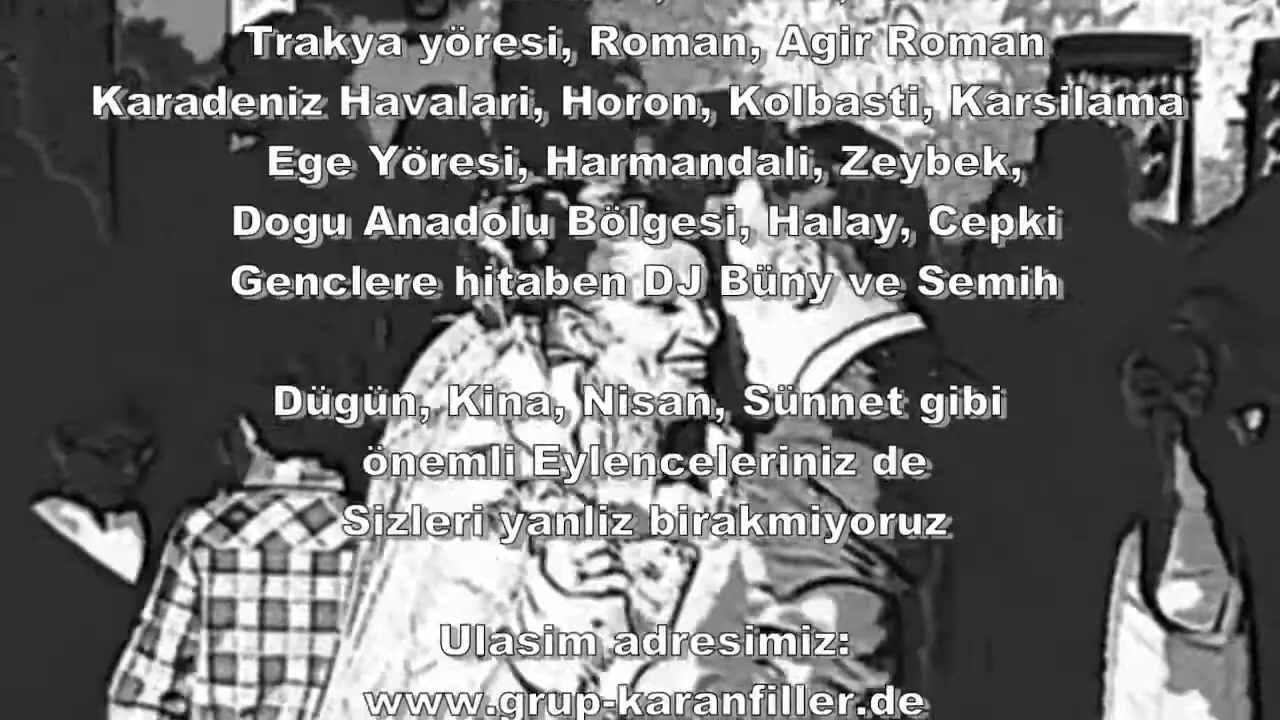 Trakya yöresi, Roman, Agir Roman
Karadeniz Havalari, Horon, Kolbasti, Karsilama
Ege Yöresi, Harmandali, Zeybek,
Dogu Anadolu Bölgesi, Halay, Cepki
Genclere hitaben DJ Büny ve Semih
Dügün, Kina, Nisan, Sünnet gibi
önemli Eylenceleriniz de
Sizleri yanliz birakmiyoruz
Ulasim adresimiz:
www.grup-karanfiller.de